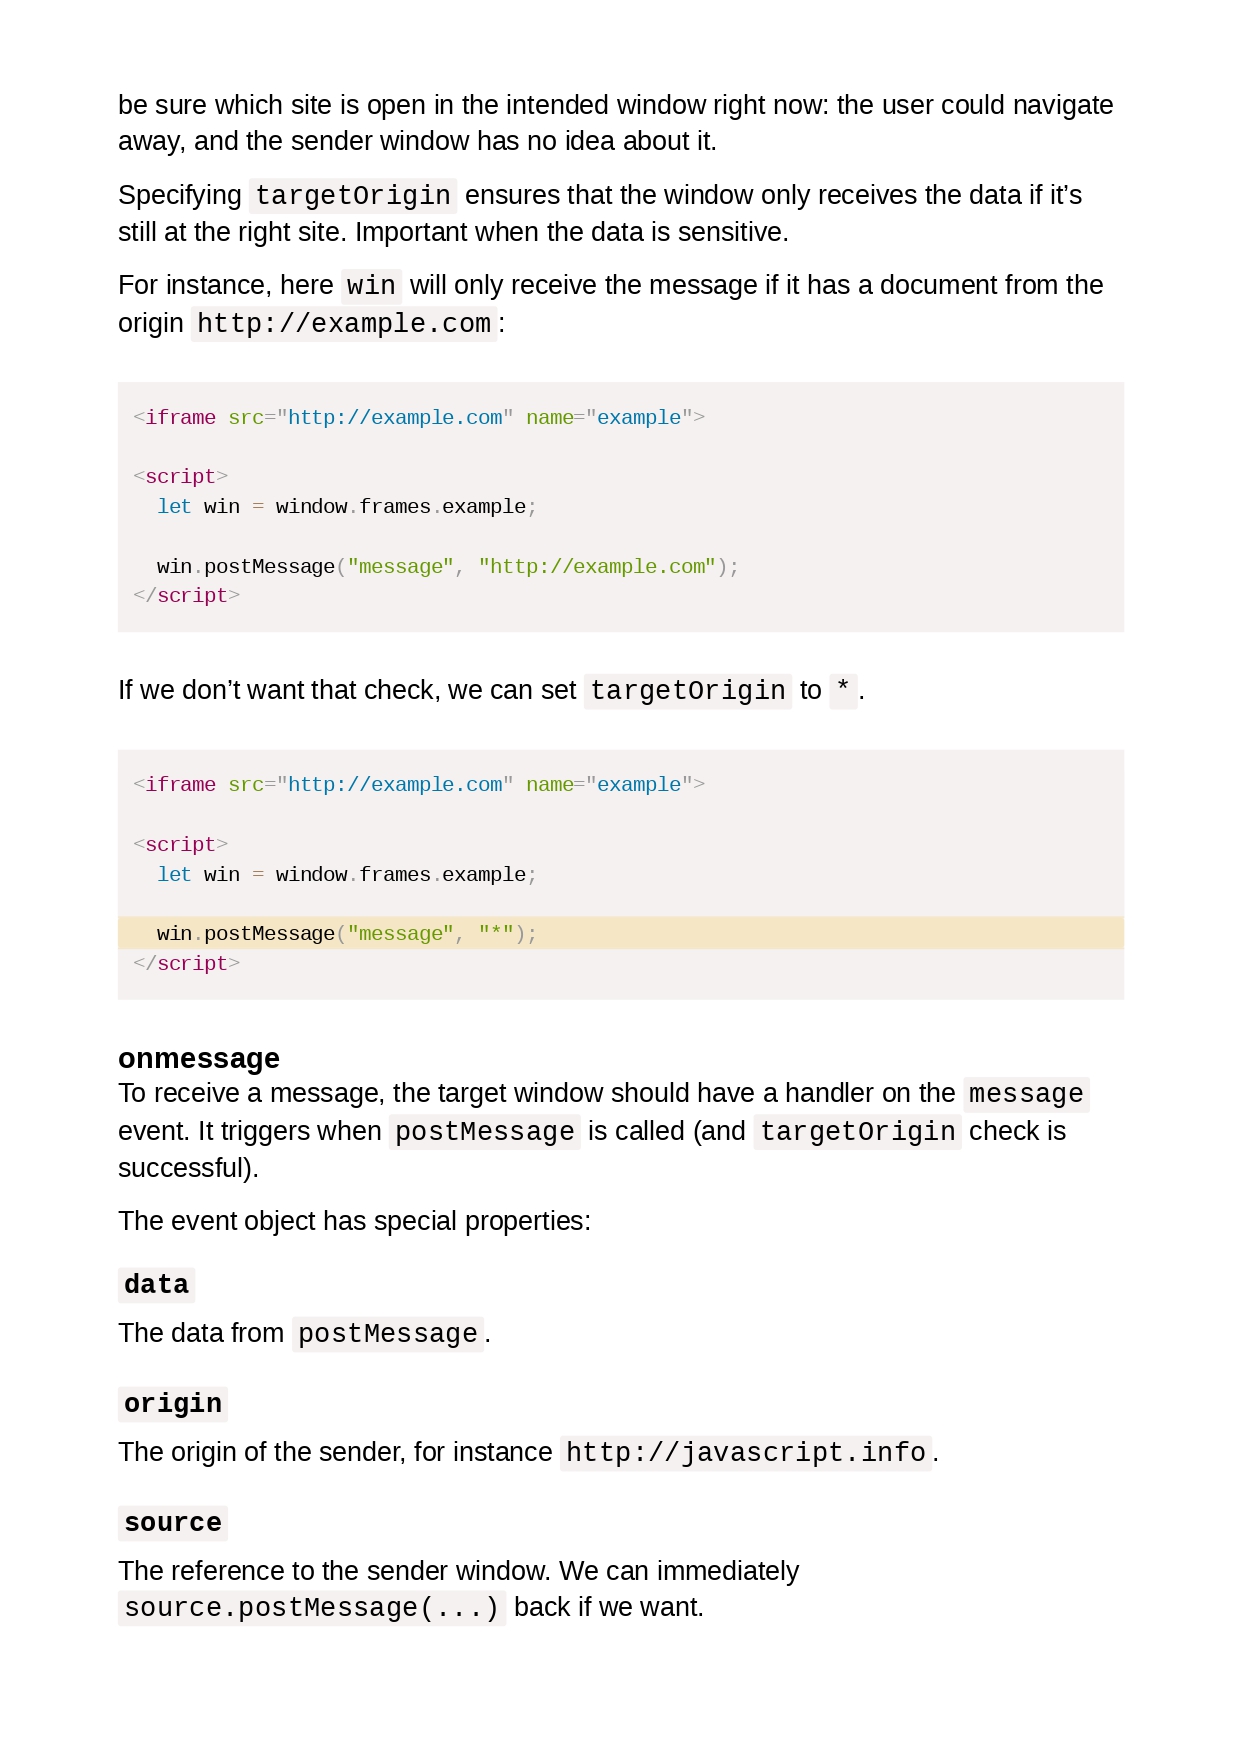 be sure which site is open in the intended window right now: the user could navigate
away, and the sender window has no idea about it.
Specifying targetOrigin ensures that the window only receives the data if it’s
still at the right site. Important when the data is sensitive.
For instance, here win will only receive the message if it has a document from the
origin http://example.com:
<iframe src="http://example.com" name="example">
<script>
  let win = window.frames.example;
  win.postMessage("message", "http://example.com");
</script>
If we don’t want that check, we can set targetOrigin to *.
<iframe src="http://example.com" name="example">
<script>
  let win = window.frames.example;
  win.postMessage("message", "*");
</script>
onmessage
To receive a message, the target window should have a handler on the message
event. It triggers when postMessage is called (and targetOrigin check is
successful).
The event object has special properties:
data
The data from postMessage.
origin
The origin of the sender, for instance http://javascript.info.
source
The reference to the sender window. We can immediately
source.postMessage(...) back if we want.